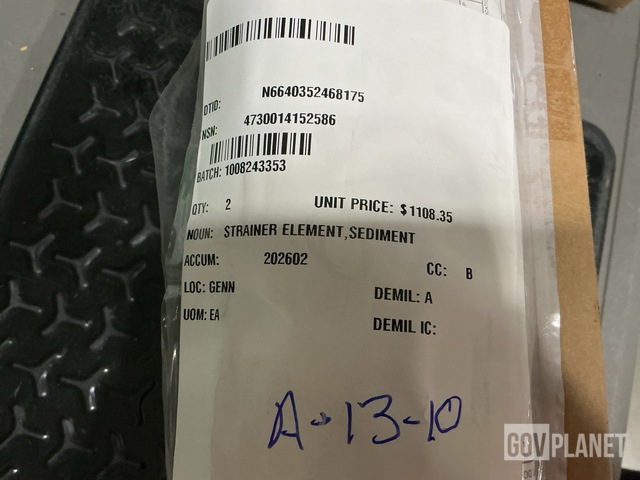 DTID: N6640352468175
NSN: 4730014152586
BATCH: 1008243353
QTY: 2 UNIT PRICE: $1108.35
NOUN: STRAINER ELEMENT,SEDIMENT
ACCUM: 202602 CC: B
LOC: GENN DEMIL: A
UOM: EA DEMIL IC:
A-13-10
GOVPLANET